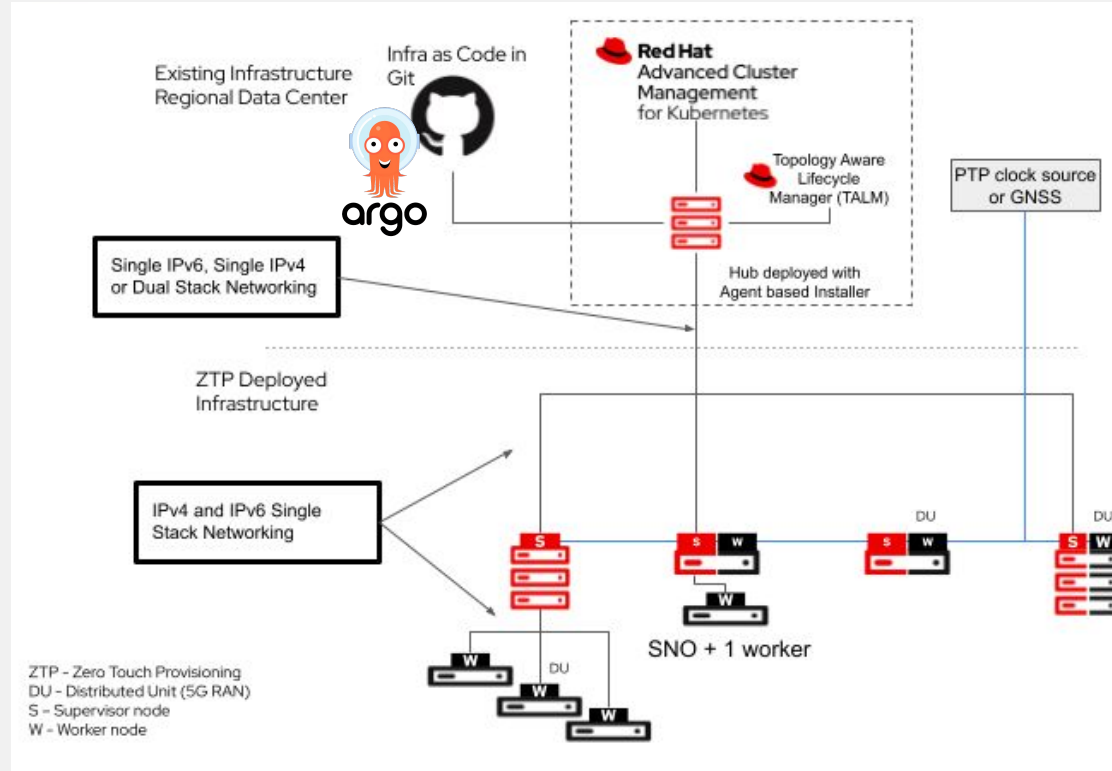 Existing Infrastructure
Regional Data Center
Infra as Code in
Git
argo
Red Hat
Advanced Cluster
Management
for Kubernetes
Topology Aware
Lifecycle
Manager (TALM)
Hub deployed with
Agent based Installer
PTP clock source
or GNSS
Single IPv6, Single IPv4
or Dual Stack Networking
ZTP Deployed
Infrastructure
IPv4 and IPv6 Single
Stack Networking
S
S
W
DU
S
W
DU
S
W
W
SNO + 1 worker
W
DU
W
W
ZTP - Zero Touch Provisioning
DU - Distributed Unit (5G RAN)
S - Supervisor node
W - Worker node